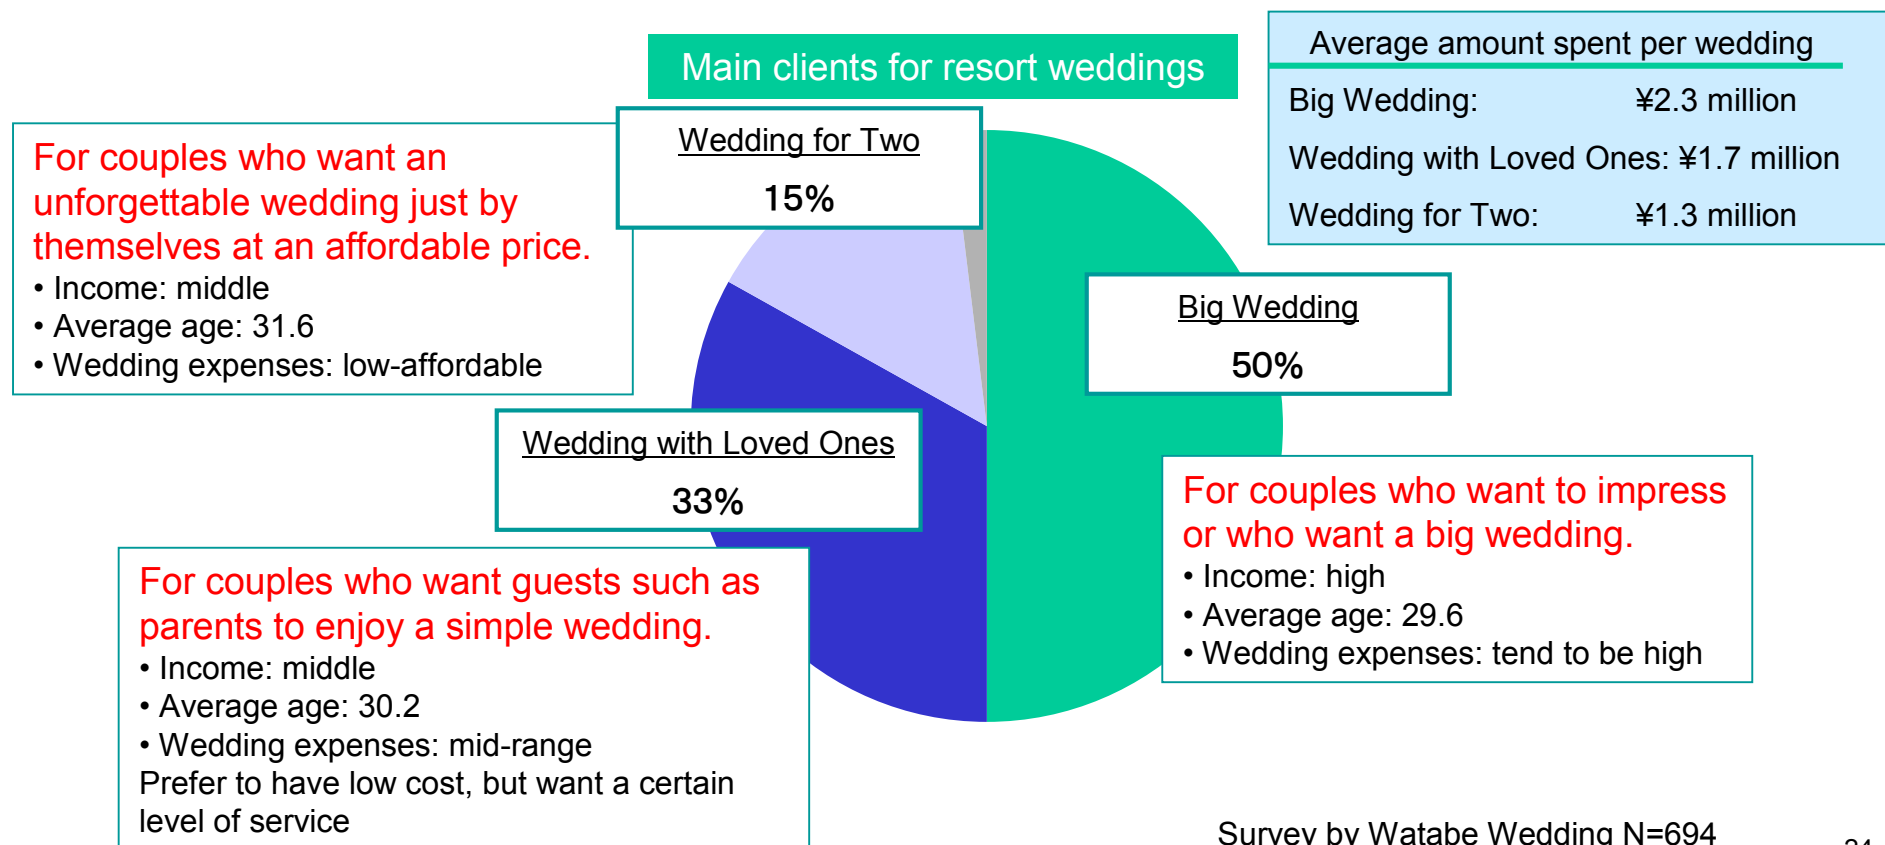 Main clients for resort weddings
Average amount spent per wedding
Big Wedding: ¥2.3 million
Wedding with Loved Ones: ¥1.7 million
Wedding for Two: ¥1.3 million
Wedding for Two
15%
For couples who want an
unforgettable wedding just by
themselves at an affordable price.
• Income: middle
• Average age: 31.6
• Wedding expenses: low-affordable
Big Wedding
50%
For couples who want to impress
or who want a big wedding.
• Income: high
• Average age: 29.6
• Wedding expenses: tend to be high
Wedding with Loved Ones
33%
For couples who want guests such as
parents to enjoy a simple wedding.
• Income: middle
• Average age: 30.2
• Wedding expenses: mid-range
Prefer to have low cost, but want a certain
level of service
Survey by Watabe Wedding N=694